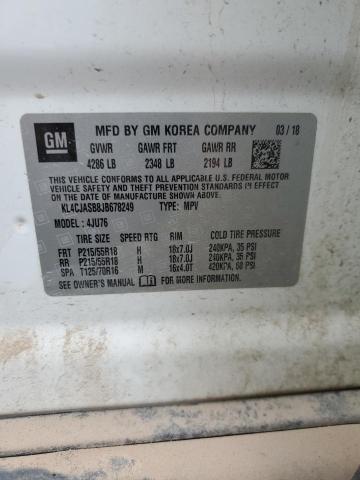 GM
MFD BY GM KOREA COMPANY 03 / 18
GVWR GAWR FRT GAWR RR
4286 LB 2348 LB 2194 LB
THIS VEHICLE CONFORMS TO ALL APPLICABLE U.S. FEDERAL MOTOR
VEHICLE SAFETY AND THEFT PREVENTION STANDARDS IN
EFFECT ON THE DATE OF MANUFACTURE SHOWN ABOVE.
KL4CJASB8JB678249 TYPE: MPV
MODEL: 4JU76
TIRE SIZE SPEED RTG RIM COLD TIRE PRESSURE
FRT P215/55R18 H 18x7.0J 240KPA, 35 PSI
RR P215/55R18 H 18x7.0J 240KPA, 35 PSI
SPA T125/70R16 M 16x4.0T 420KPA, 60 PSI
SEE OWNER'S MANUAL FOR MORE INFORMATION